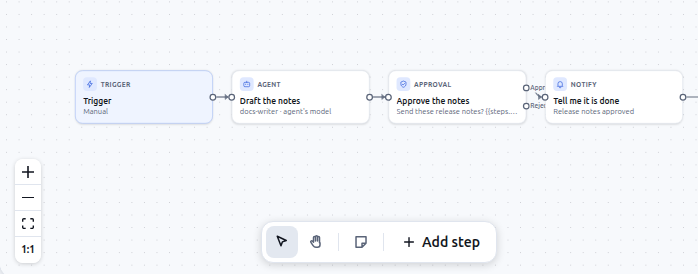 TRIGGER
Trigger
Manual
AGENT
Draft the notes
docs-writer · agent's model
APPROVAL
Approve the notes
Send these release notes? {{steps....
Appr
Rejec
NOTIFY
Tell me it is done
Release notes approved
1:1
Add step